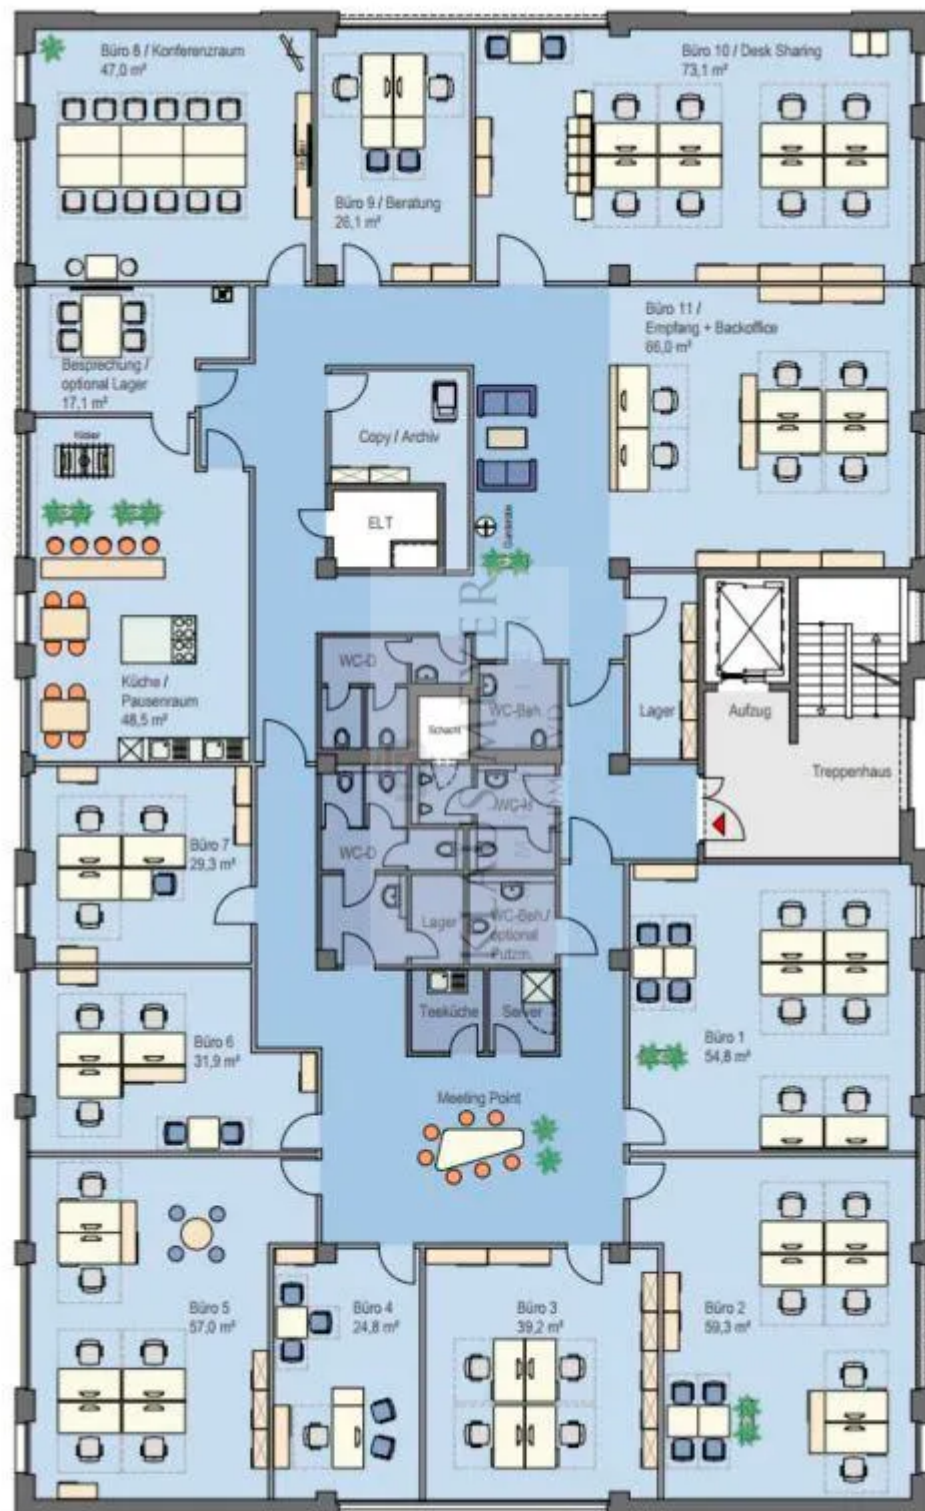 Büro 8 / Konferenzraum
47,0 m²
Büro 9 / Beratung
26,1 m²
Büro 10 / Desk Sharing
73,1 m²
Büro 11 /
Empfang + Backoffice
66,0 m²
Besprechung /
optional Lager
17,1 m²
Kicker
Copy / Archiv
ELT
Garderobe
Küche /
Pausenraum
48,5 m²
WC-D
WC-Beh.
Schacht
Lager
Aufzug
Treppenhaus
Büro 7
29,3 m²
WC-D
WC-H
Lager
WC-Beh./
optional
Putzm.
Büro 6
31,9 m²
Teeküche
Server
Büro 1
54,8 m²
Meeting Point
Büro 5
57,0 m²
Büro 4
24,8 m²
Büro 3
39,2 m²
Büro 2
59,3 m²